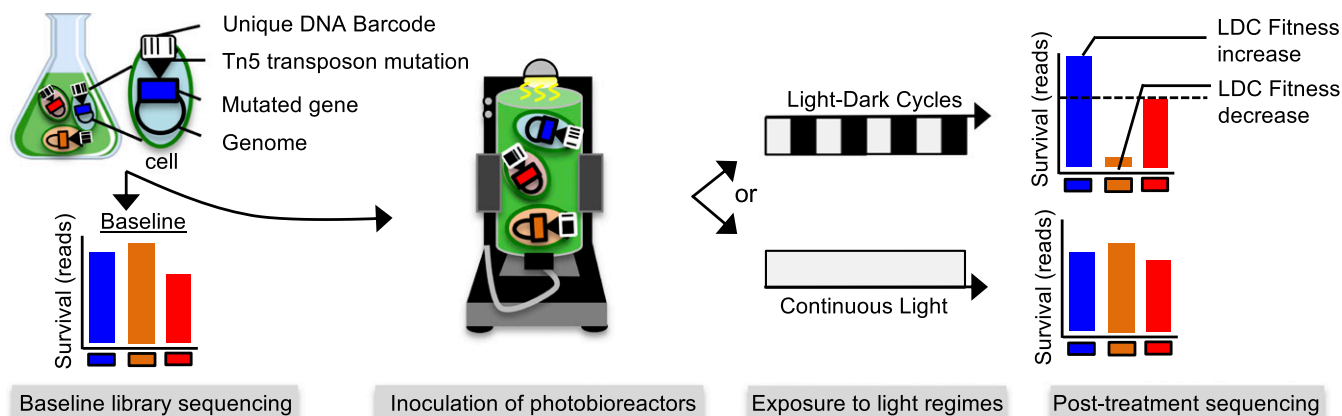 Unique DNA Barcode
Tn5 transposon mutation
Mutated gene
Genome
cell
Baseline
Survival (reads)
Light-Dark Cycles
or
Continuous Light
Survival (reads)
LDC Fitness
increase
LDC Fitness
decrease
Survival (reads)
Baseline library sequencing
Inoculation of photobioreactors
Exposure to light regimes
Post-treatment sequencing